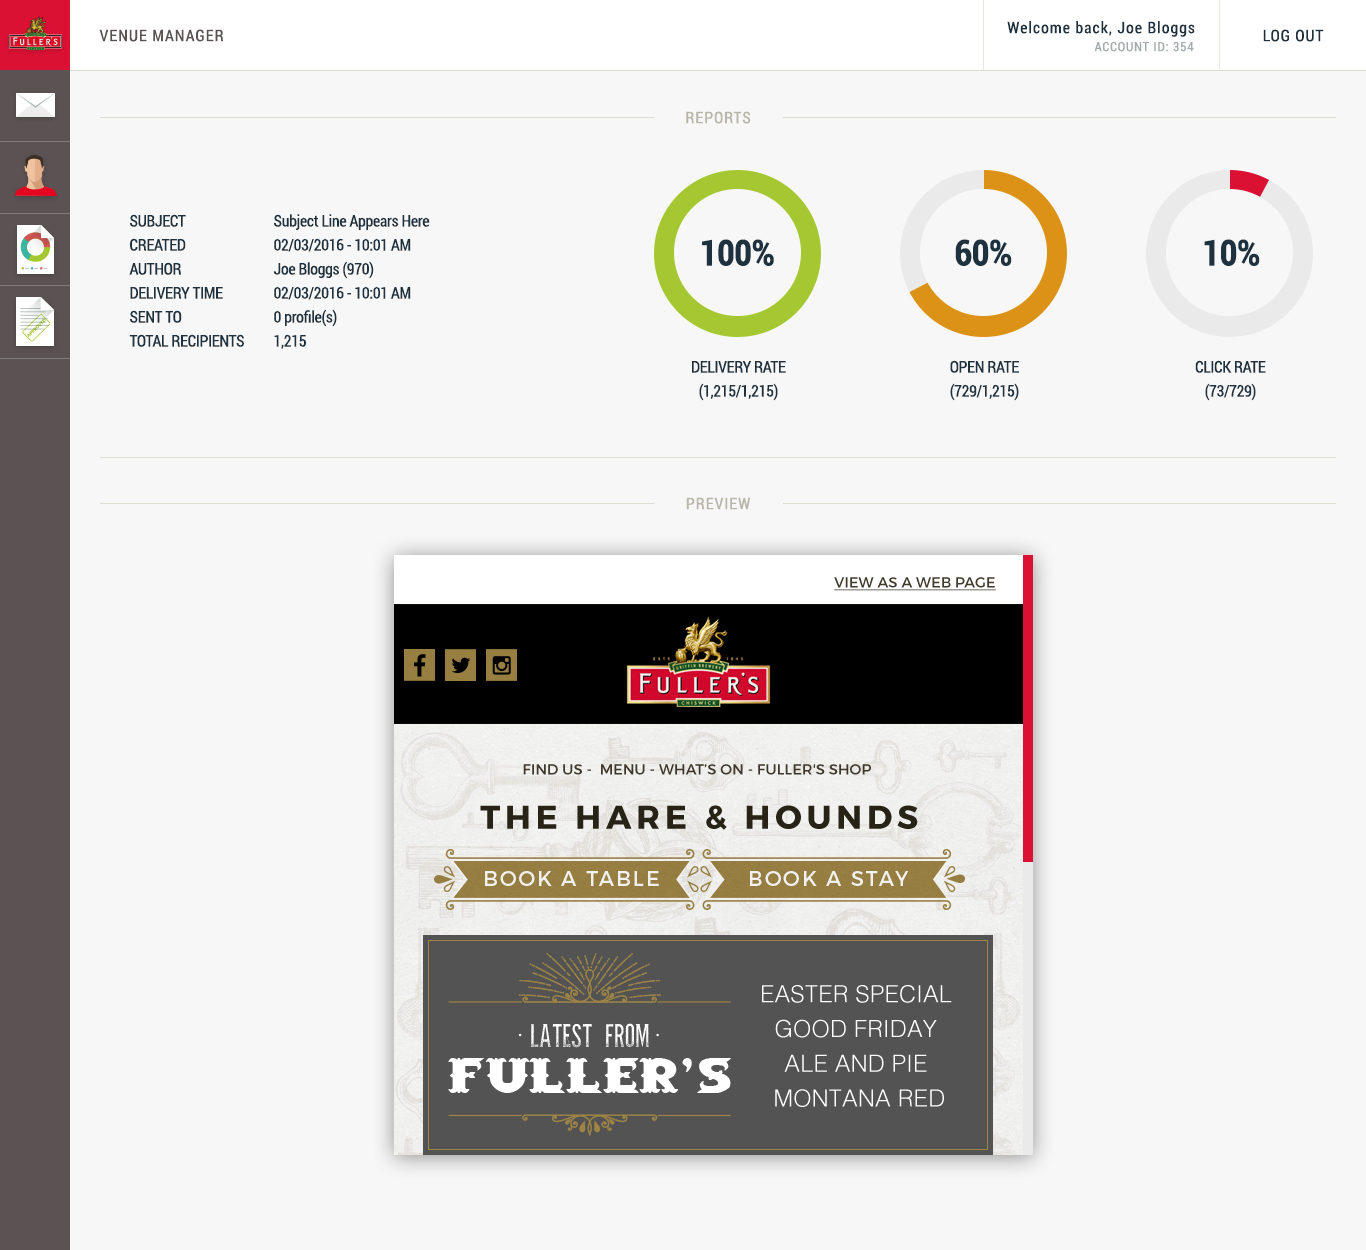 FULLER'S
VENUE MANAGER
Welcome back, Joe Bloggs
ACCOUNT ID: 354
LOG OUT
REPORTS
SUBJECT Subject Line Appears Here
CREATED 02/03/2016 - 10:01 AM
AUTHOR Joe Bloggs (970)
DELIVERY TIME 02/03/2016 - 10:01 AM
SENT TO 0 profile(s)
TOTAL RECIPIENTS 1,215
100%
60%
10%
DELIVERY RATE
(1,215/1,215)
OPEN RATE
(729/1,215)
CLICK RATE
(73/729)
PREVIEW
VIEW AS A WEB PAGE
ESTD 1845
GRIFFIN BREWERY
FULLER'S
CHISWICK
FIND US - MENU - WHAT'S ON - FULLER'S SHOP
THE HARE & HOUNDS
BOOK A TABLE
BOOK A STAY
· LATEST FROM ·
FULLER'S
EASTER SPECIAL
GOOD FRIDAY
ALE AND PIE
MONTANA RED